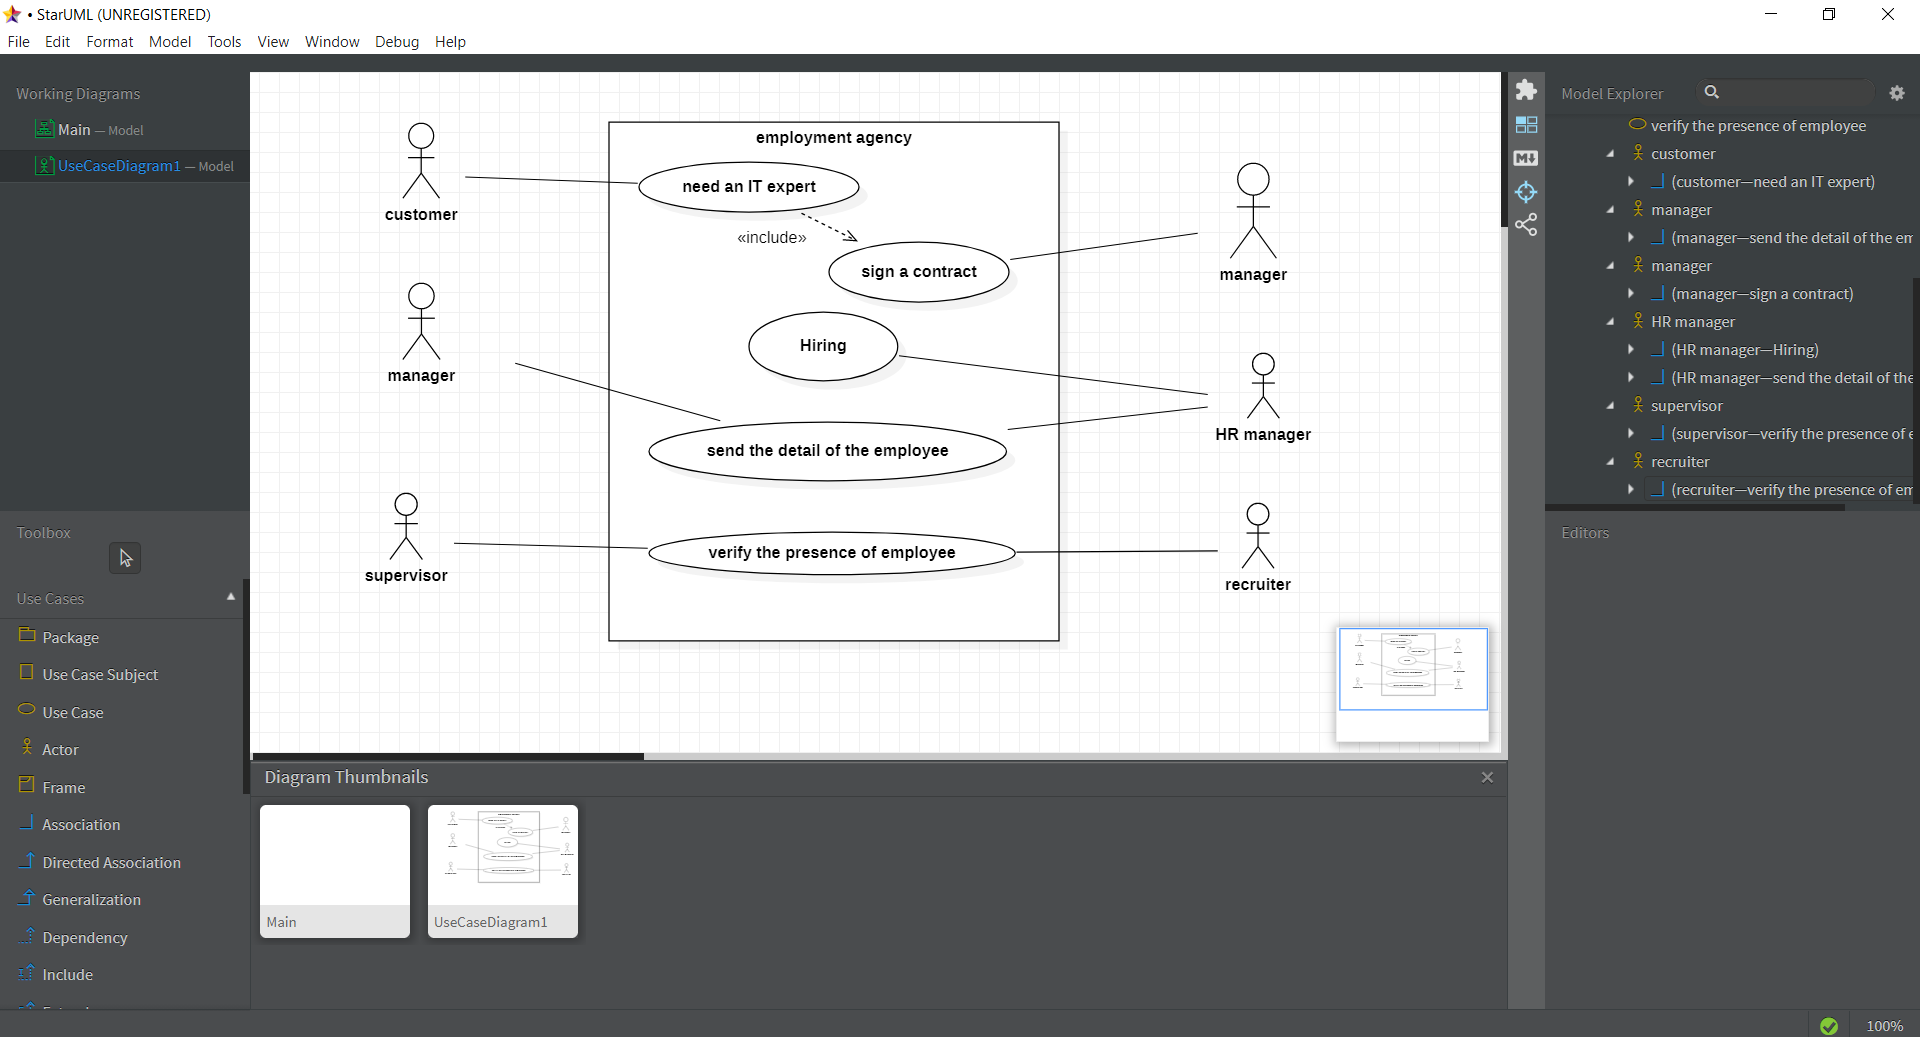 • StarUML (UNREGISTERED)
File Edit Format Model Tools View Window Debug Help
Working Diagrams
Main — Model
UseCaseDiagram1 — Model
Toolbox
Use Cases
Package
Use Case Subject
Use Case
Actor
Frame
Association
Directed Association
Generalization
Dependency
Include
employment agency
customer
need an IT expert
«include»
sign a contract
manager
manager
Hiring
HR manager
send the detail of the employee
supervisor
verify the presence of employee
recruiter
Diagram Thumbnails
Main
UseCaseDiagram1
Model Explorer
verify the presence of employee
customer
(customer—need an IT expert)
manager
(manager—send the detail of the em
manager
(manager—sign a contract)
HR manager
(HR manager—Hiring)
(HR manager—send the detail of the
supervisor
(supervisor—verify the presence of e
recruiter
(recruiter—verify the presence of em
Editors
100%